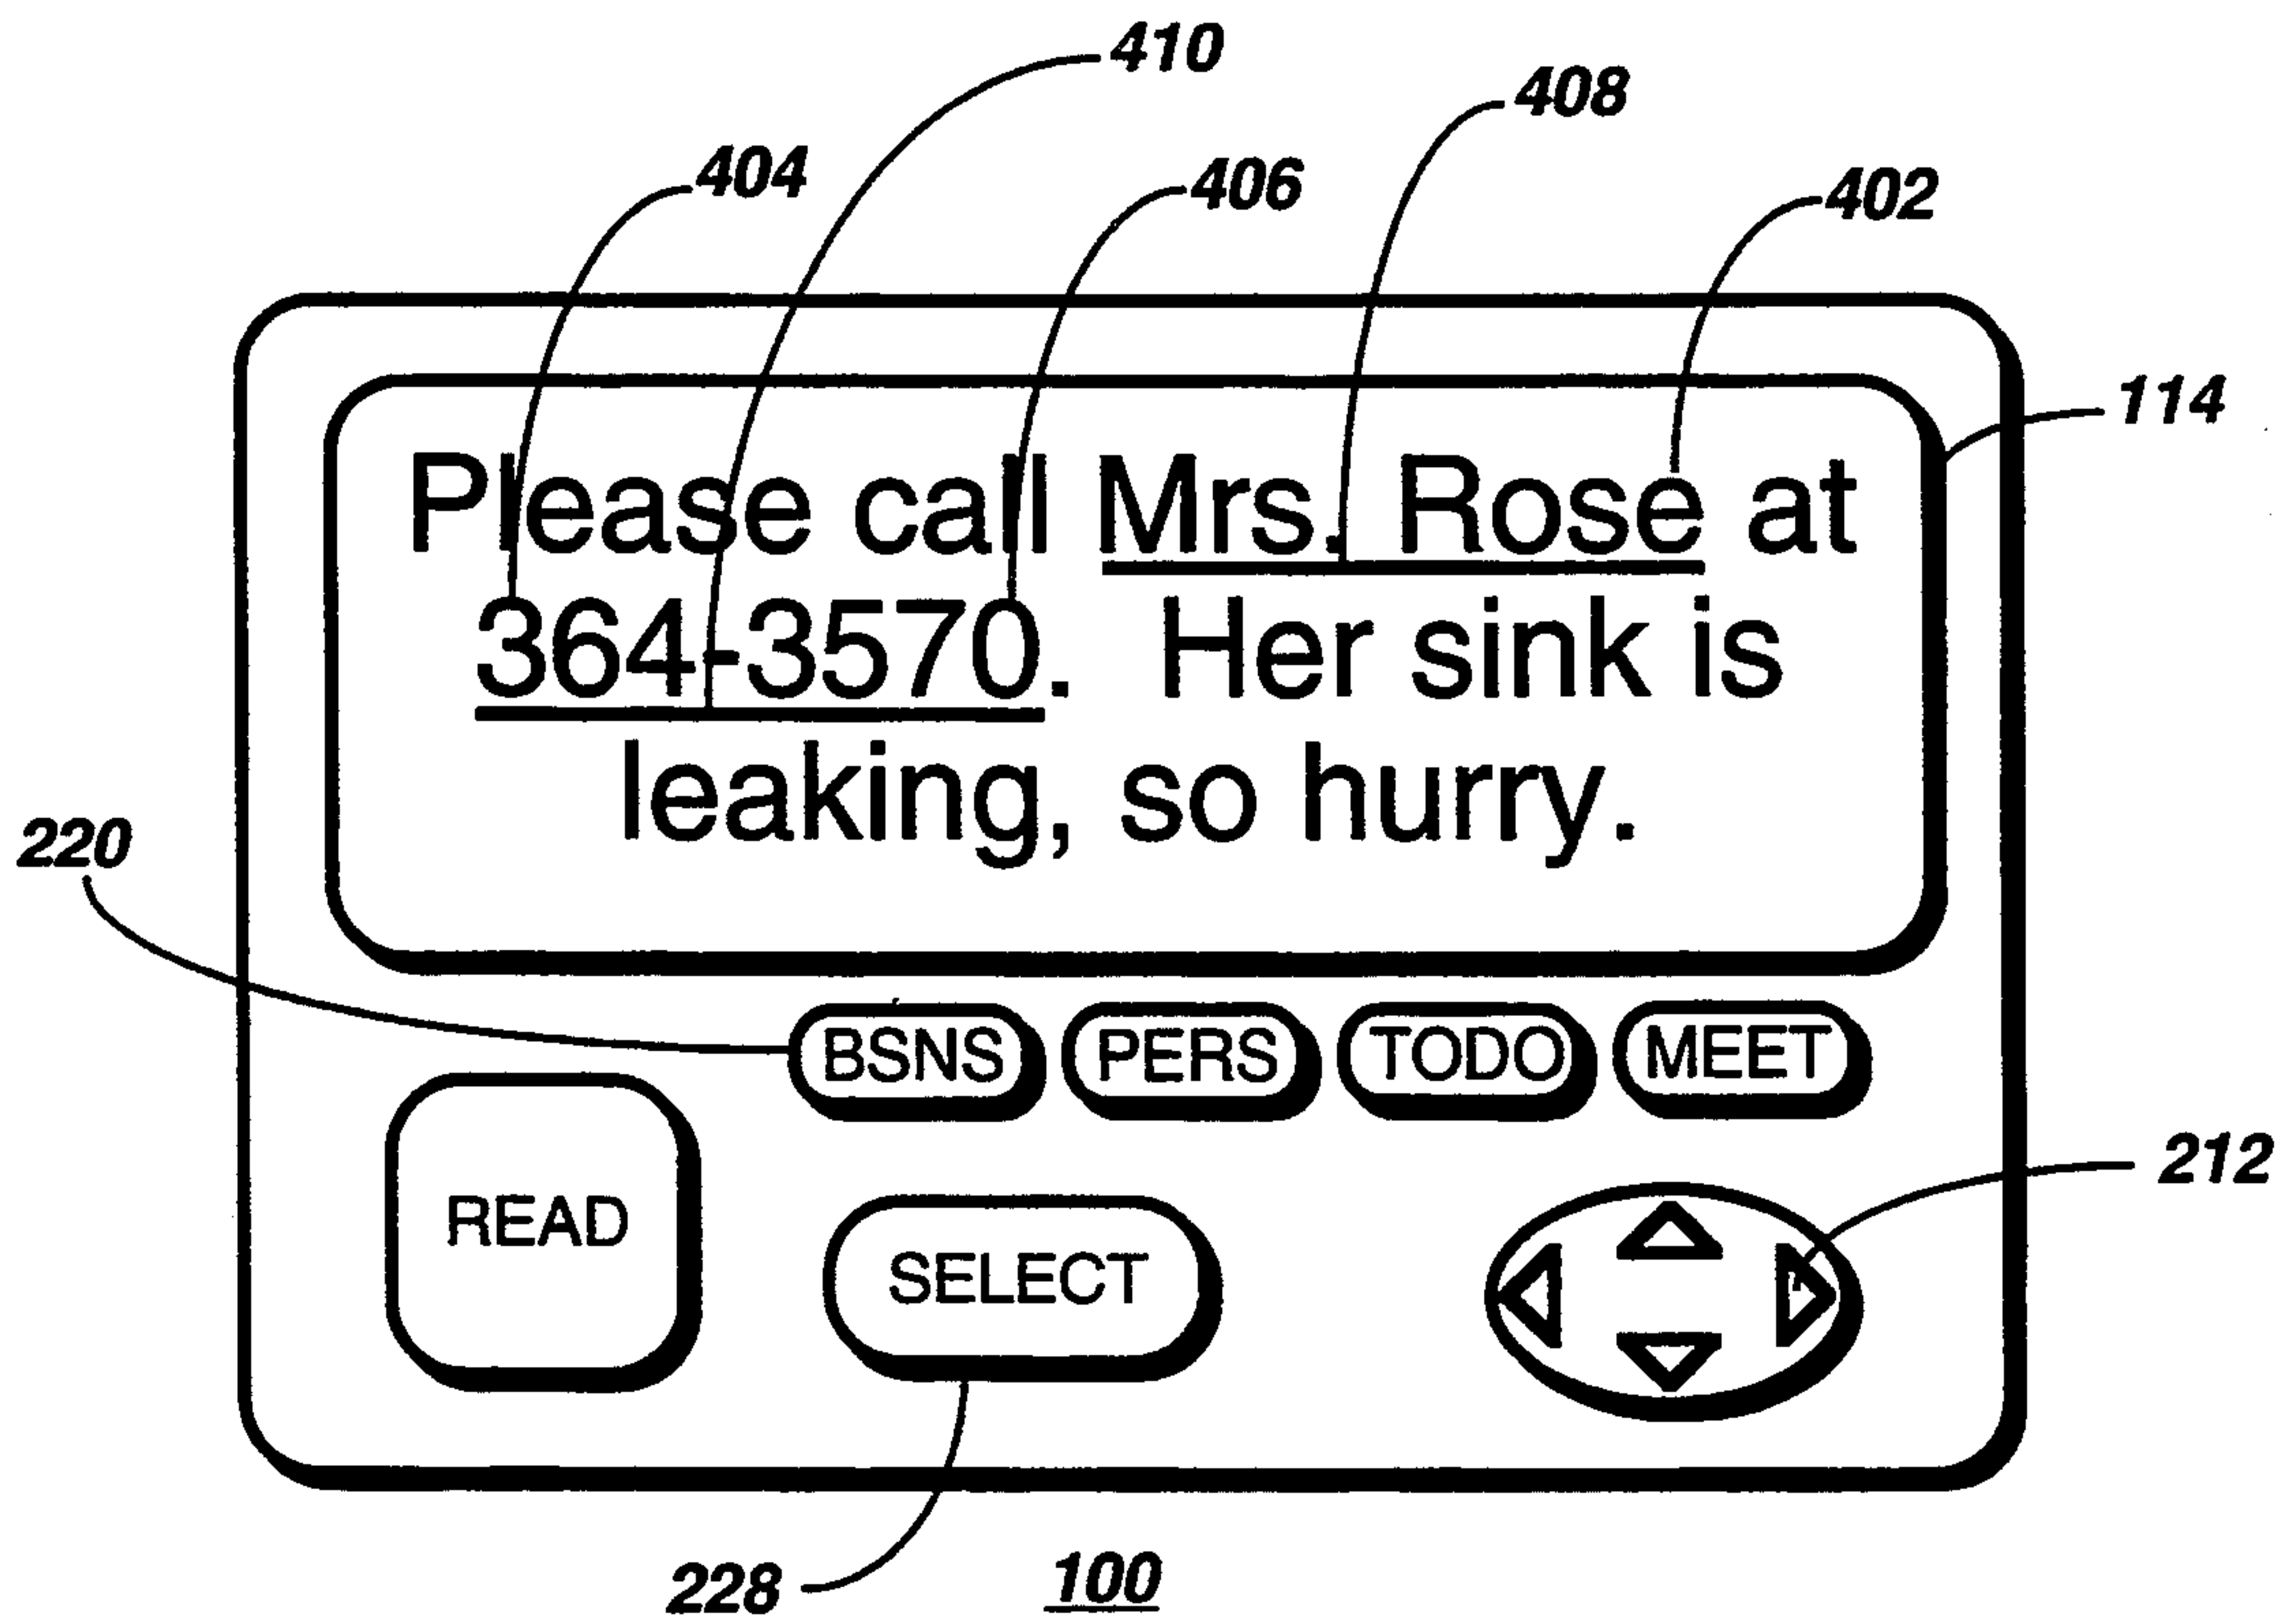 410
408
404
406
402
114
Please call Mrs. Rose at
364-3570. Her sink is
leaking, so hurry.
220
BSNS PERS TODO MEET
212
READ
SELECT
228
100